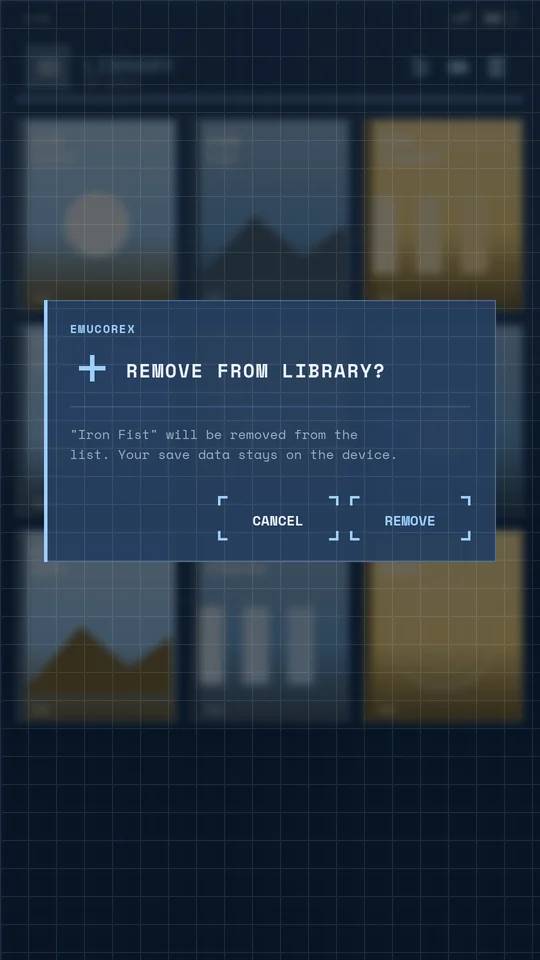 EMUCOREX
REMOVE FROM LIBRARY?
"Iron Fist" will be removed from the
list. Your save data stays on the device.
CANCEL
REMOVE